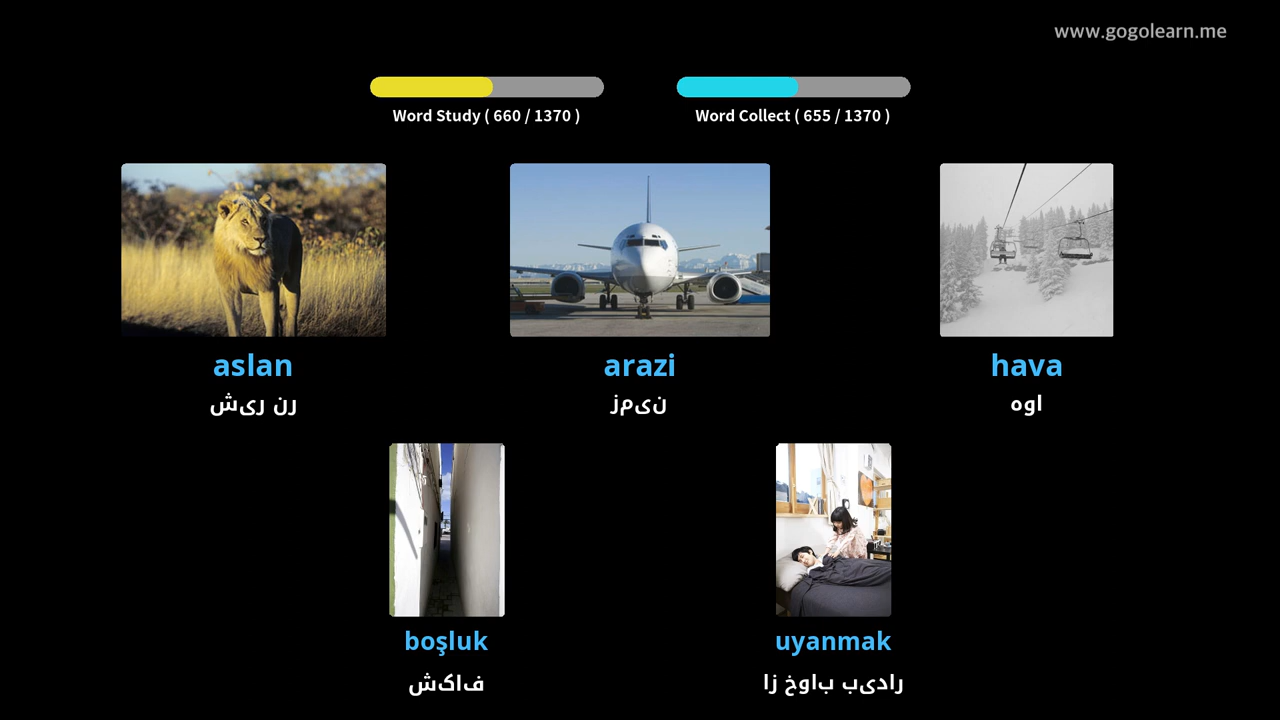 www.gogolearn.me
Word Study ( 660 / 1370 )
Word Collect ( 655 / 1370 )
aslan
رن ریش
arazi
نیمز
hava
اوه
boşluk
فاکش
uyanmak
رادیب باوخ زا